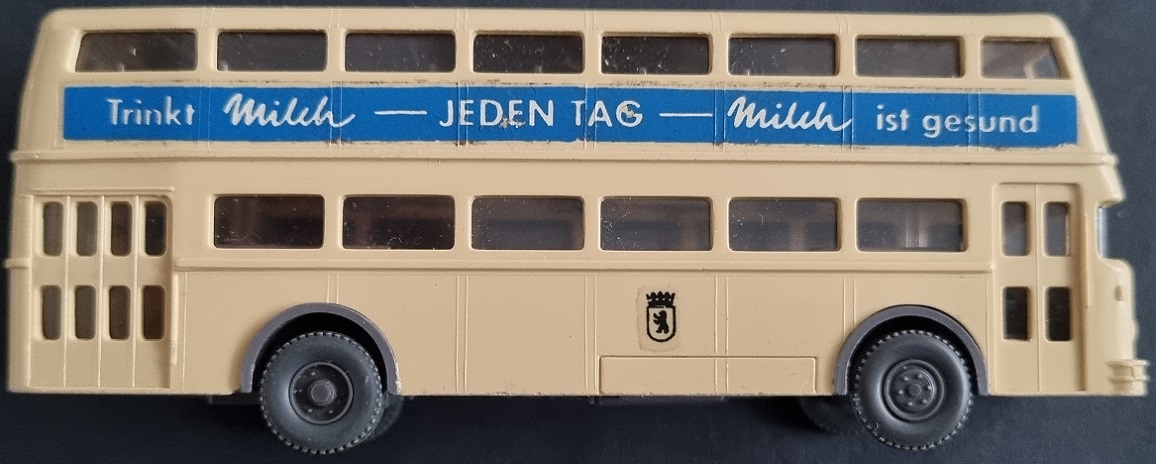 Trinkt Milch — JEDEN TAG — Milch ist gesund